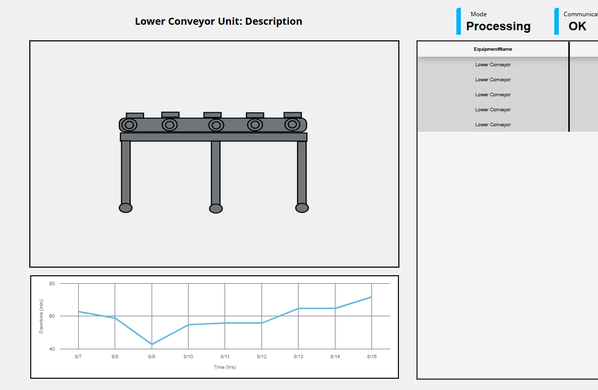 Lower Conveyor Unit: Description
Mode
Processing
Communica
OK
EquipmentName
Lower Conveyor
Lower Conveyor
Lower Conveyor
Lower Conveyor
Lower Conveyor
80
60
40
Downtime (min)
8/7
8/8
8/9
8/10
8/11
8/12
8/13
8/14
8/15
Time (hrs)